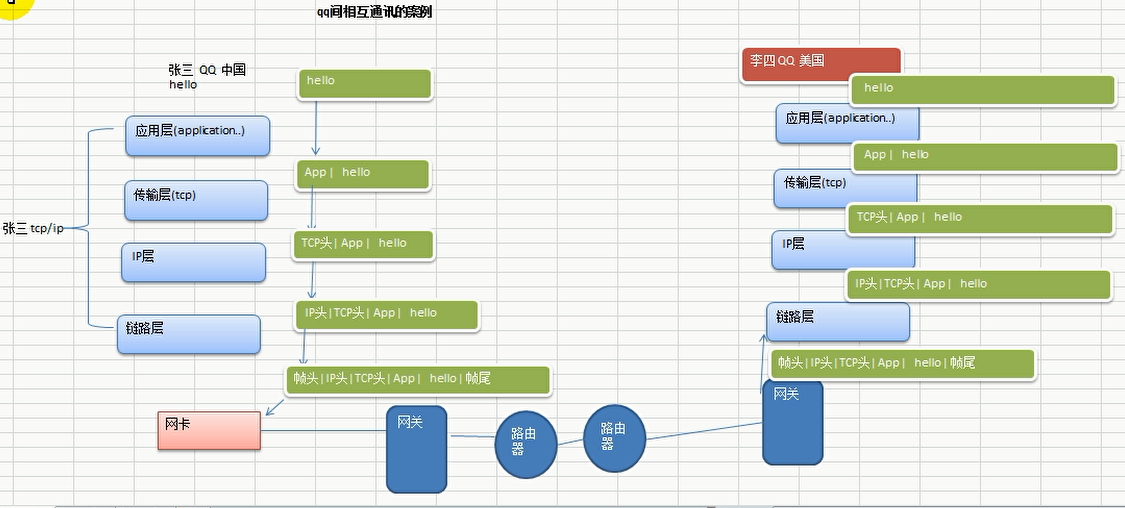 qq间相互通讯的案例
张三 QQ 中国
hello
张三 tcp/ip
应用层(application..)
传输层(tcp)
IP层
链路层
hello
App | hello
TCP头 | App | hello
IP头 | TCP头 | App | hello
帧头 | IP头 | TCP头 | App | hello | 帧尾
网卡
网关
路由
器
路由
器
网关
李四QQ 美国
hello
应用层(application..)
App | hello
传输层(tcp)
TCP头 | App | hello
IP层
IP头 | TCP头 | App | hello
链路层
帧头 | IP头 | TCP头 | App | hello | 帧尾